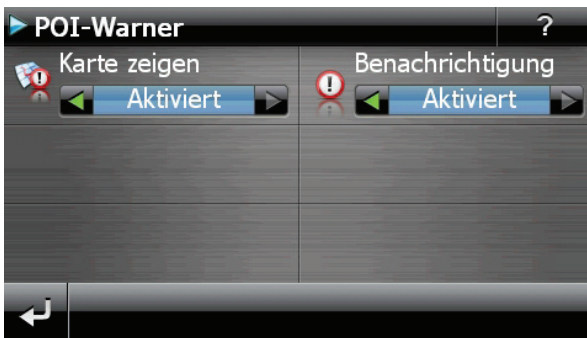 POI-Warner ?
Karte zeigen
Aktiviert
Benachrichtigung
Aktiviert